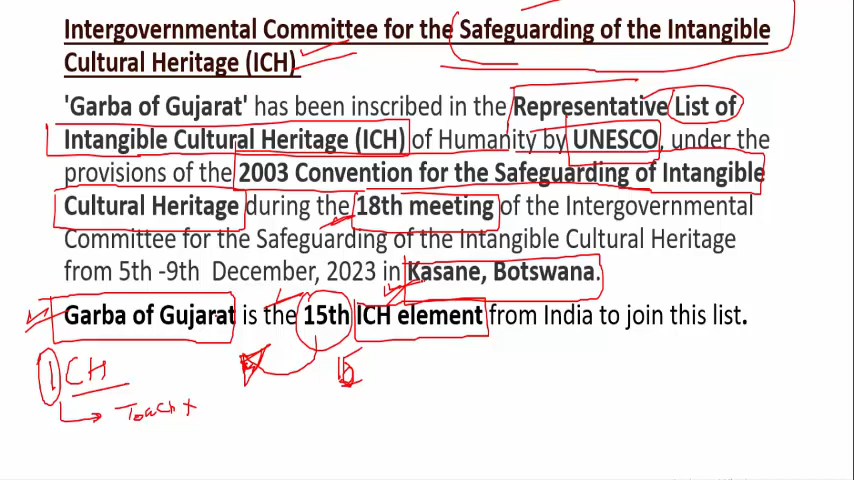 Intergovernmental Committee for the Safeguarding of the Intangible
Cultural Heritage (ICH)
'Garba of Gujarat' has been inscribed in the Representative List of
Intangible Cultural Heritage (ICH) of Humanity by UNESCO, under the
provisions of the 2003 Convention for the Safeguarding of Intangible
Cultural Heritage during the 18th meeting of the Intergovernmental
Committee for the Safeguarding of the Intangible Cultural Heritage
from 5th -9th December, 2023 in Kasane, Botswana.
Garba of Gujarat is the 15th ICH element from India to join this list.
ICH 15
Touch x